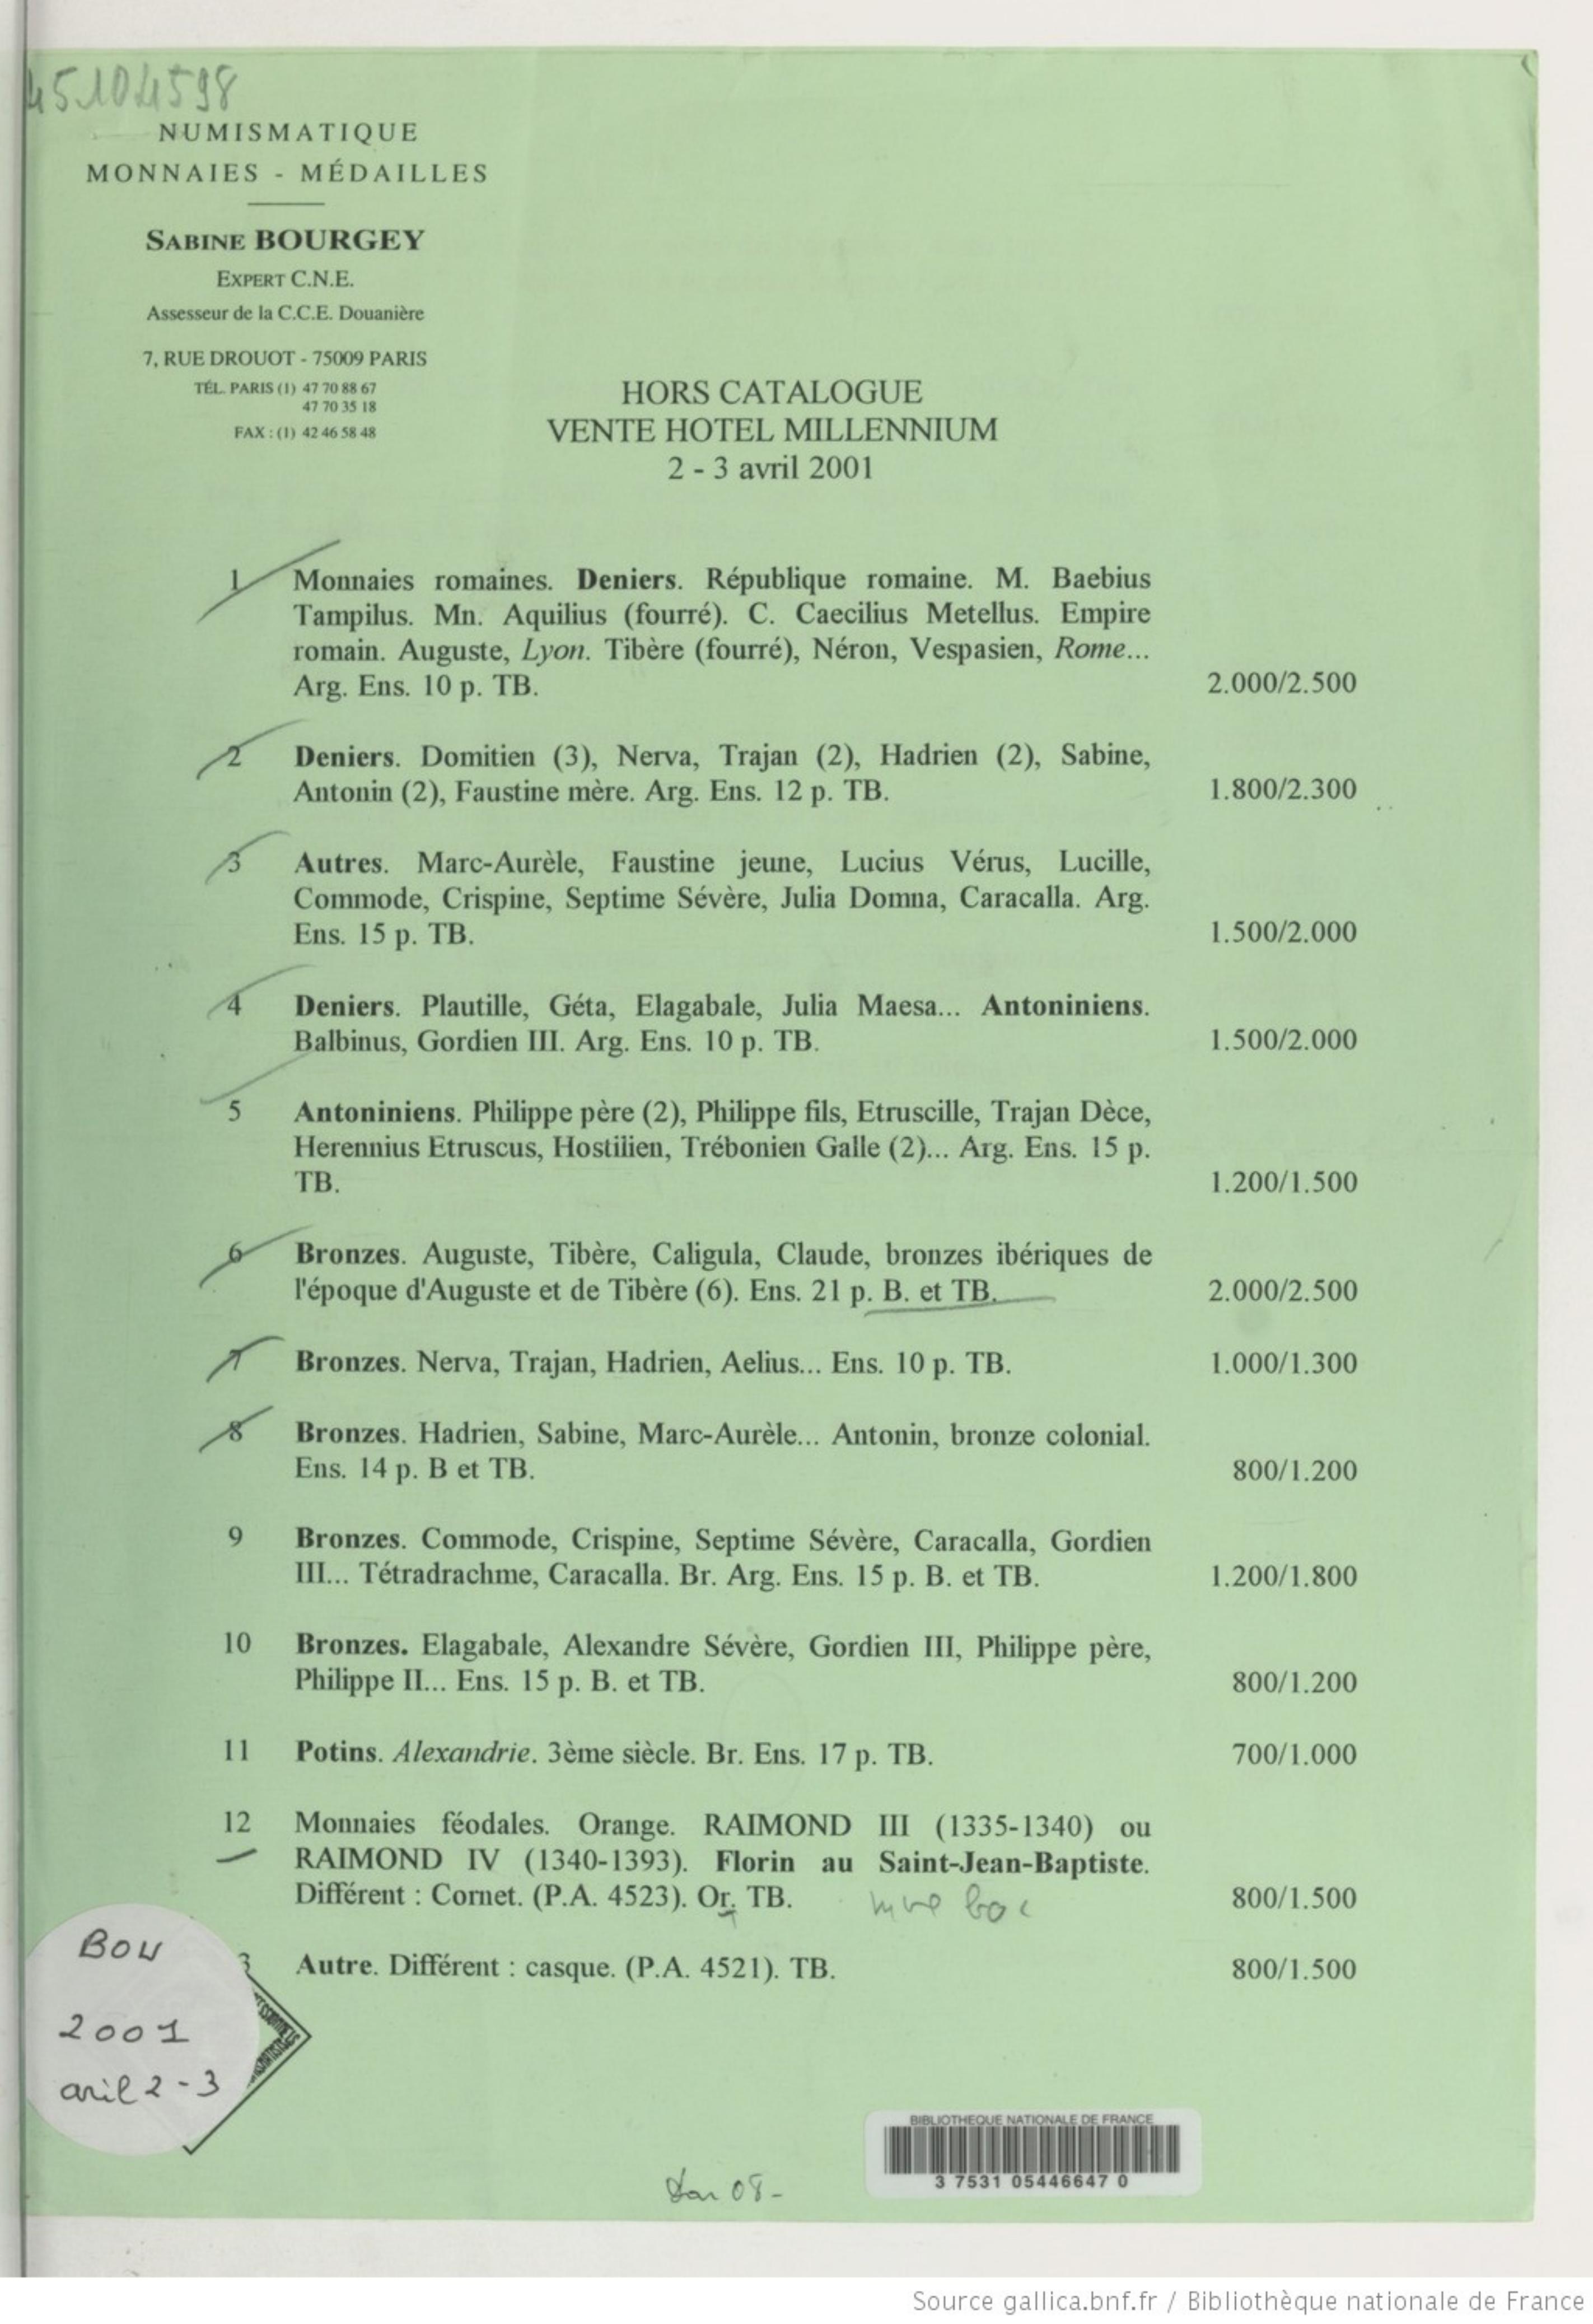 45104598
NUMISMATIQUE
MONNAIES - MÉDAILLES
SABINE BOURGEY
EXPERT C.N.E.
Assesseur de la C.C.E. Douanière
7, RUE DROUOT - 75009 PARIS
TÉL. PARIS (1) 47 70 88 67
47 70 35 18
FAX : (1) 42 46 58 48
HORS CATALOGUE
VENTE HOTEL MILLENNIUM
2 - 3 avril 2001
1 Monnaies romaines. Deniers. République romaine. M. Baebius
Tampilus. Mn. Aquilius (fourré). C. Caecilius Metellus. Empire
romain. Auguste, Lyon. Tibère (fourré), Néron, Vespasien, Rome...
Arg. Ens. 10 p. TB. 2.000/2.500
2 Deniers. Domitien (3), Nerva, Trajan (2), Hadrien (2), Sabine,
Antonin (2), Faustine mère. Arg. Ens. 12 p. TB. 1.800/2.300
3 Autres. Marc-Aurèle, Faustine jeune, Lucius Vérus, Lucille,
Commode, Crispine, Septime Sévère, Julia Domna, Caracalla. Arg.
Ens. 15 p. TB. 1.500/2.000
4 Deniers. Plautille, Géta, Elagabale, Julia Maesa... Antoniniens.
Balbinus, Gordien III. Arg. Ens. 10 p. TB. 1.500/2.000
5 Antoniniens. Philippe père (2), Philippe fils, Etruscille, Trajan Dèce,
Herennius Etruscus, Hostilien, Trébonien Galle (2)... Arg. Ens. 15 p.
TB. 1.200/1.500
6 Bronzes. Auguste, Tibère, Caligula, Claude, bronzes ibériques de
l'époque d'Auguste et de Tibère (6). Ens. 21 p. B. et TB. 2.000/2.500
7 Bronzes. Nerva, Trajan, Hadrien, Aelius... Ens. 10 p. TB. 1.000/1.300
8 Bronzes. Hadrien, Sabine, Marc-Aurèle... Antonin, bronze colonial.
Ens. 14 p. B et TB. 800/1.200
9 Bronzes. Commode, Crispine, Septime Sévère, Caracalla, Gordien
III... Tétradrachme, Caracalla. Br. Arg. Ens. 15 p. B. et TB. 1.200/1.800
10 Bronzes. Elagabale, Alexandre Sévère, Gordien III, Philippe père,
Philippe II... Ens. 15 p. B. et TB. 800/1.200
11 Potins. Alexandrie. 3ème siècle. Br. Ens. 17 p. TB. 700/1.000
12 Monnaies féodales. Orange. RAIMOND III (1335-1340) ou
RAIMOND IV (1340-1393). Florin au Saint-Jean-Baptiste.
Différent : Cornet. (P.A. 4523). Or. TB. 800/1.500
3 Autre. Différent : casque. (P.A. 4521). TB. 800/1.500
BOU
2001
avril 2-3
BIBLIOTHEQUE NATIONALE DE FRANCE
3 7531 05446647 0
08-
Source gallica.bnf.fr / Bibliothèque nationale de France